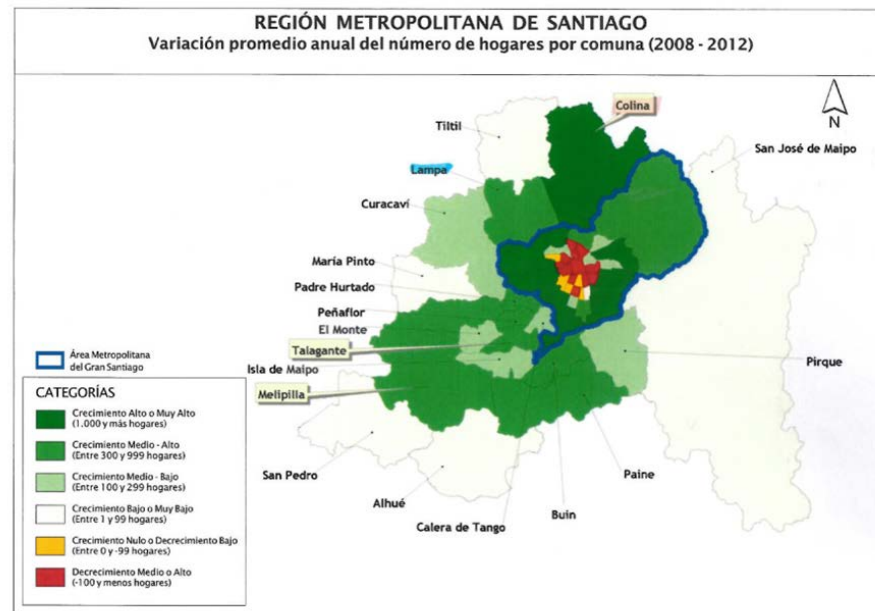 REGIÓN METROPOLITANA DE SANTIAGO
Variación promedio anual del número de hogares por comuna (2008 - 2012)
Colina
N
Tiltil
San José de Maipo
Lampa
Curacaví
María Pinto
Padre Hurtado
Peñaflor
El Monte
Talagante
Isla de Maipo
Pirque
Melipilla
San Pedro
Paine
Alhué
Buin
Calera de Tango
Área Metropolitana
del Gran Santiago
CATEGORÍAS
Crecimiento Alto o Muy Alto
(1.000 y más hogares)
Crecimiento Medio - Alto
(Entre 300 y 999 hogares)
Crecimiento Medio - Bajo
(Entre 100 y 299 hogares)
Crecimiento Bajo o Muy Bajo
(Entre 1 y 99 hogares)
Crecimiento Nulo o Decrecimiento Bajo
(Entre 0 y -99 hogares)
Decrecimiento Medio o Alto
(-100 y menos hogares)